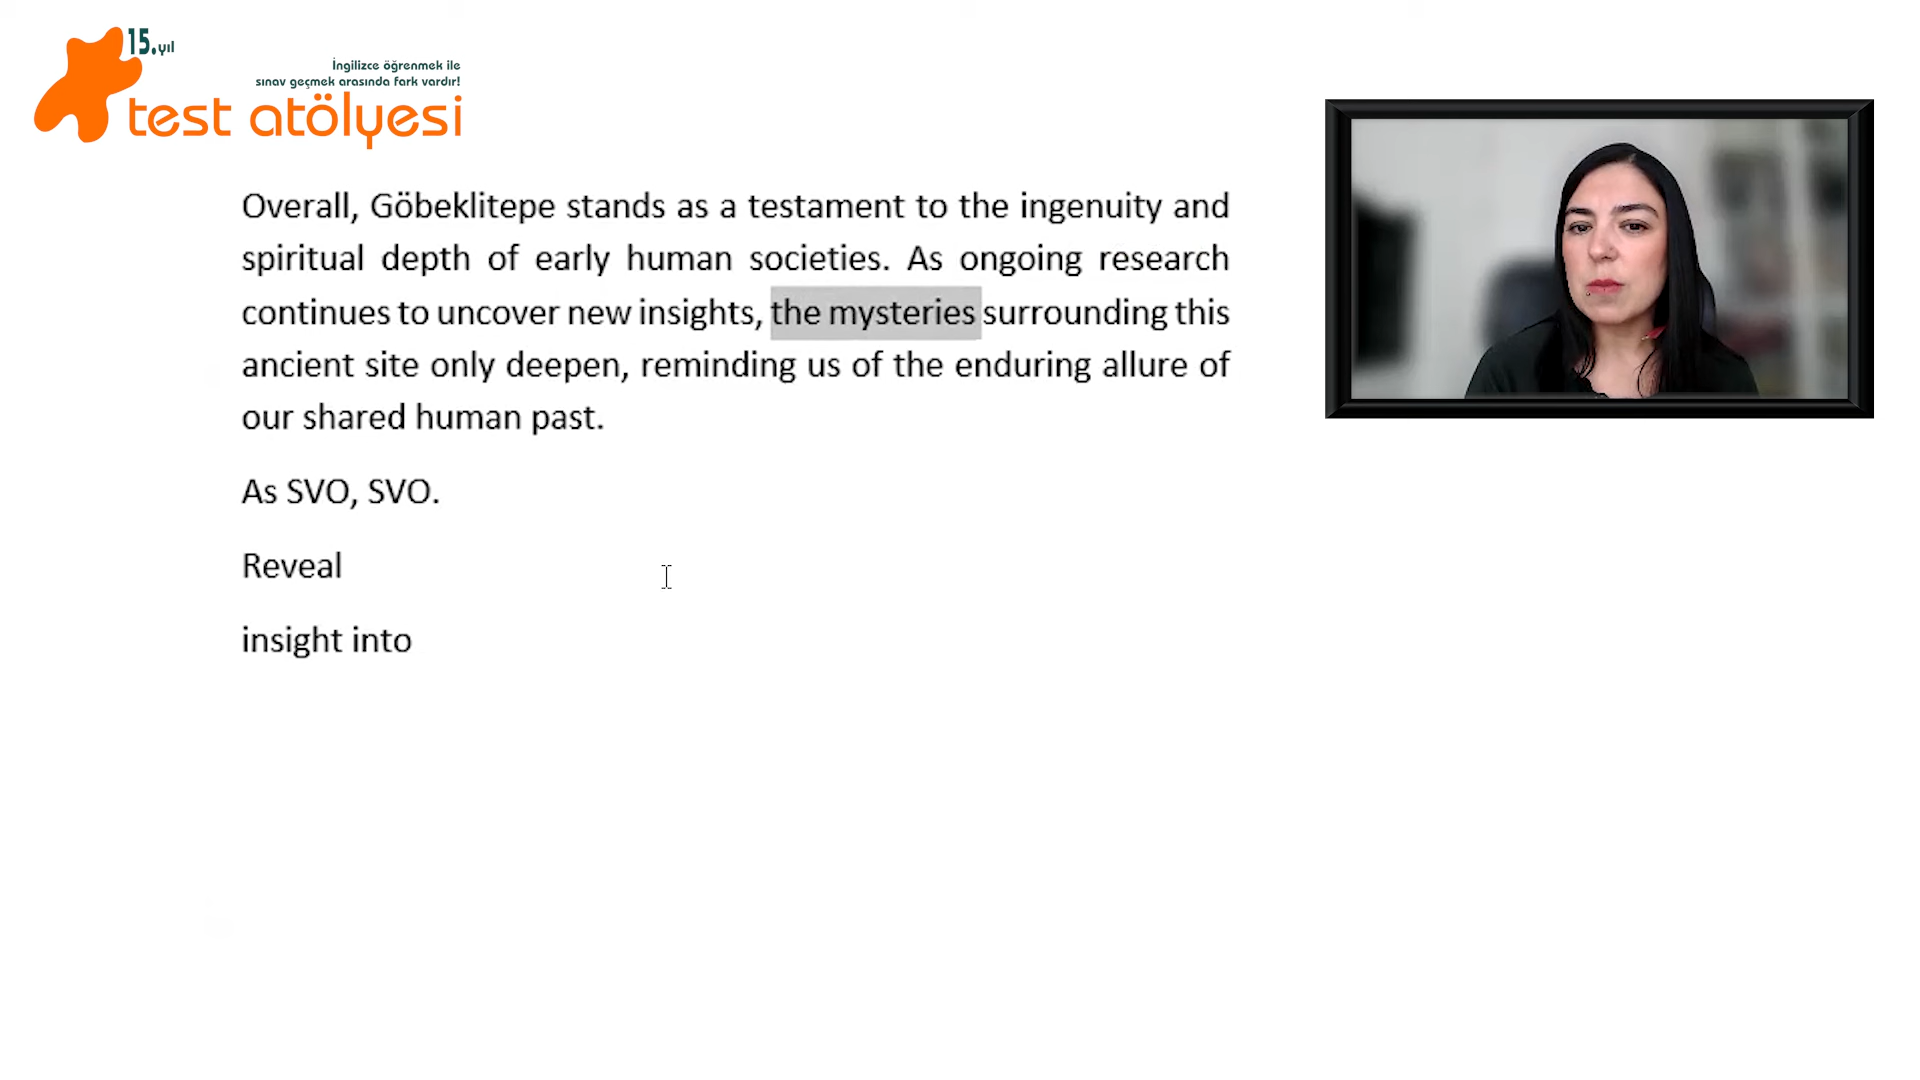 15.yıl
İngilizce öğrenmek ile
sınav geçmek arasında fark vardır!
test atölyesi
Overall, Göbeklitepe stands as a testament to the ingenuity and
spiritual depth of early human societies. As ongoing research
continues to uncover new insights, the mysteries surrounding this
ancient site only deepen, reminding us of the enduring allure of
our shared human past.
As SVO, SVO.
Reveal
insight into